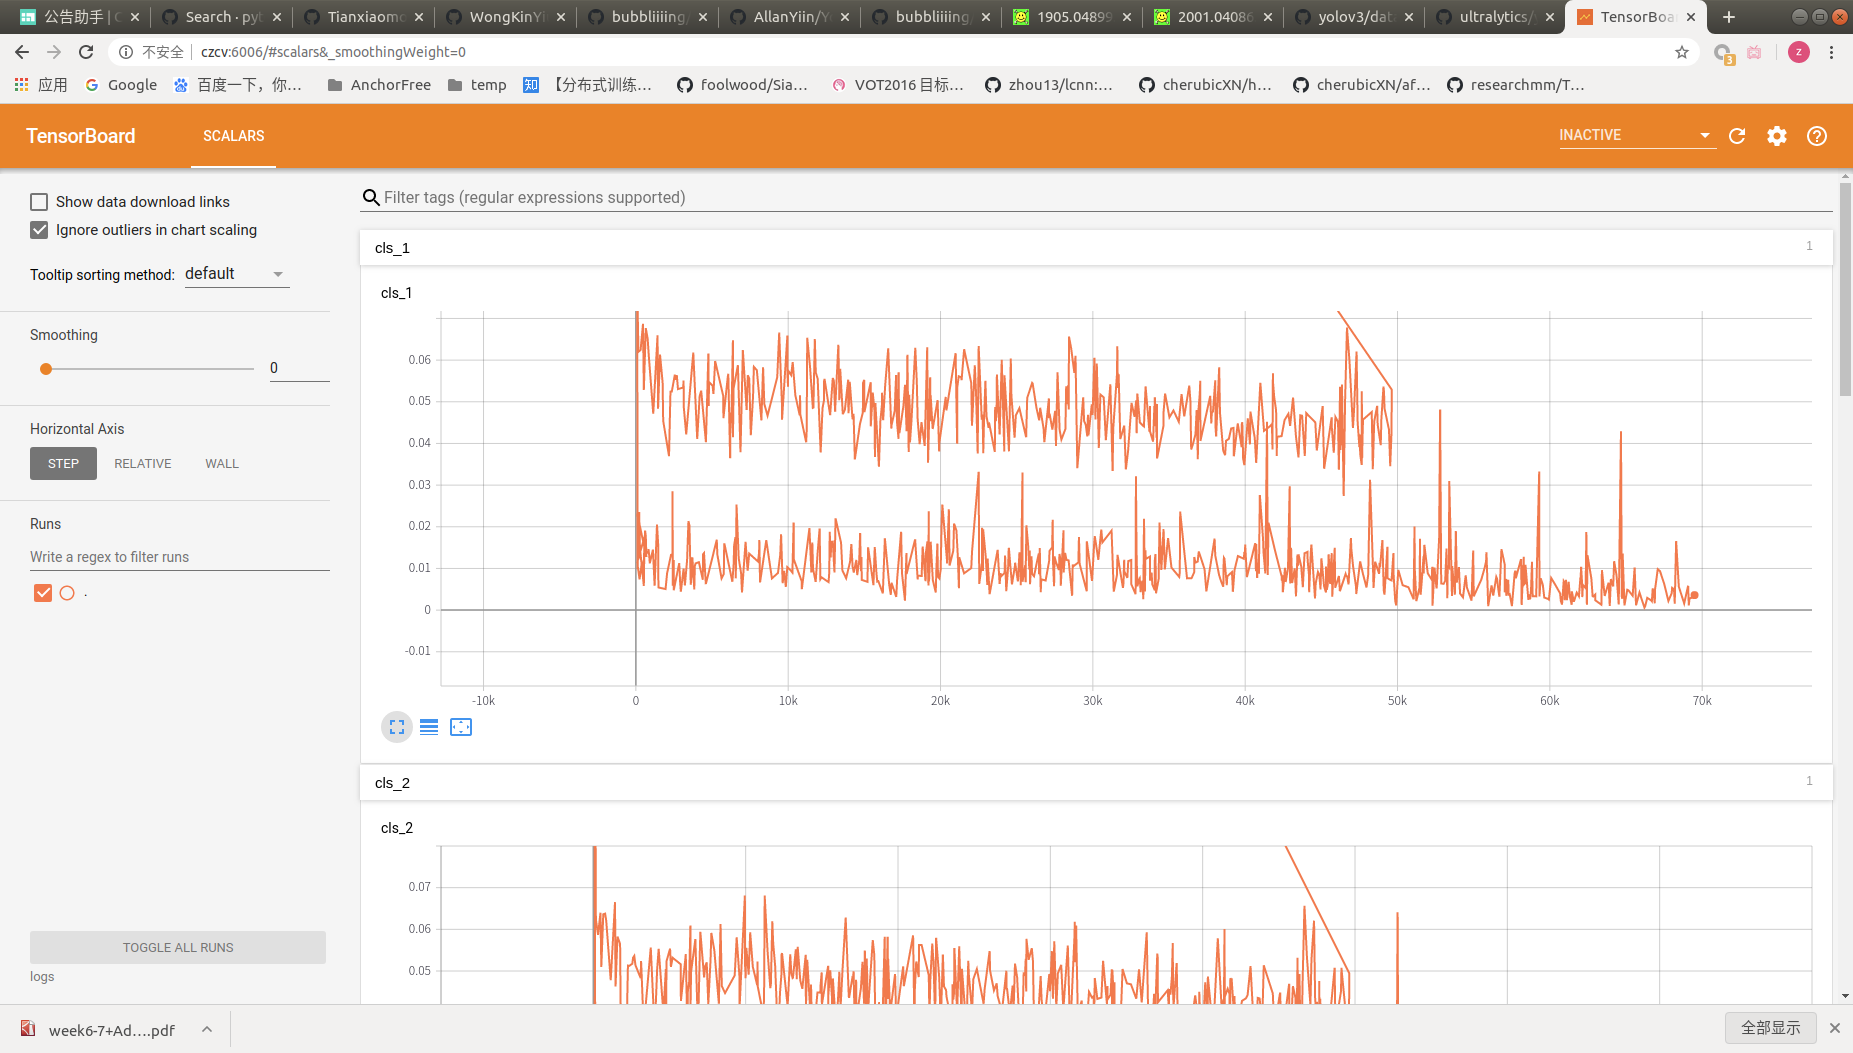 公告助手 | C
Search · pyt
Tianxiaomo
WongKinYi
bubbliiiing/
AllanYiin/Y
bubbliiiing/
1905.04899
2001.04086
yolov3/dat
ultralytics/
TensorBoa
不安全 czcv:6006/#scalars&_smoothingWeight=0
3
z
应用 Google 百度一下，你... AnchorFree temp 知 【分布式训练... foolwood/Sia... VOT2016 目标... zhou13/lcnn:... cherubicXN/h... cherubicXN/af... researchmm/T...
TensorBoard SCALARS INACTIVE
Show data download links
Ignore outliers in chart scaling
Tooltip sorting method: default
Smoothing
0
Horizontal Axis
STEP RELATIVE WALL
Runs
Write a regex to filter runs
.
TOGGLE ALL RUNS
logs
Filter tags (regular expressions supported)
cls_1 1
cls_1
0.06
0.05
0.04
0.03
0.02
0.01
0
-0.01
-10k 0 10k 20k 30k 40k 50k 60k 70k
cls_2 1
cls_2
0.07
0.06
0.05
week6-7+Ad....pdf
全部显示